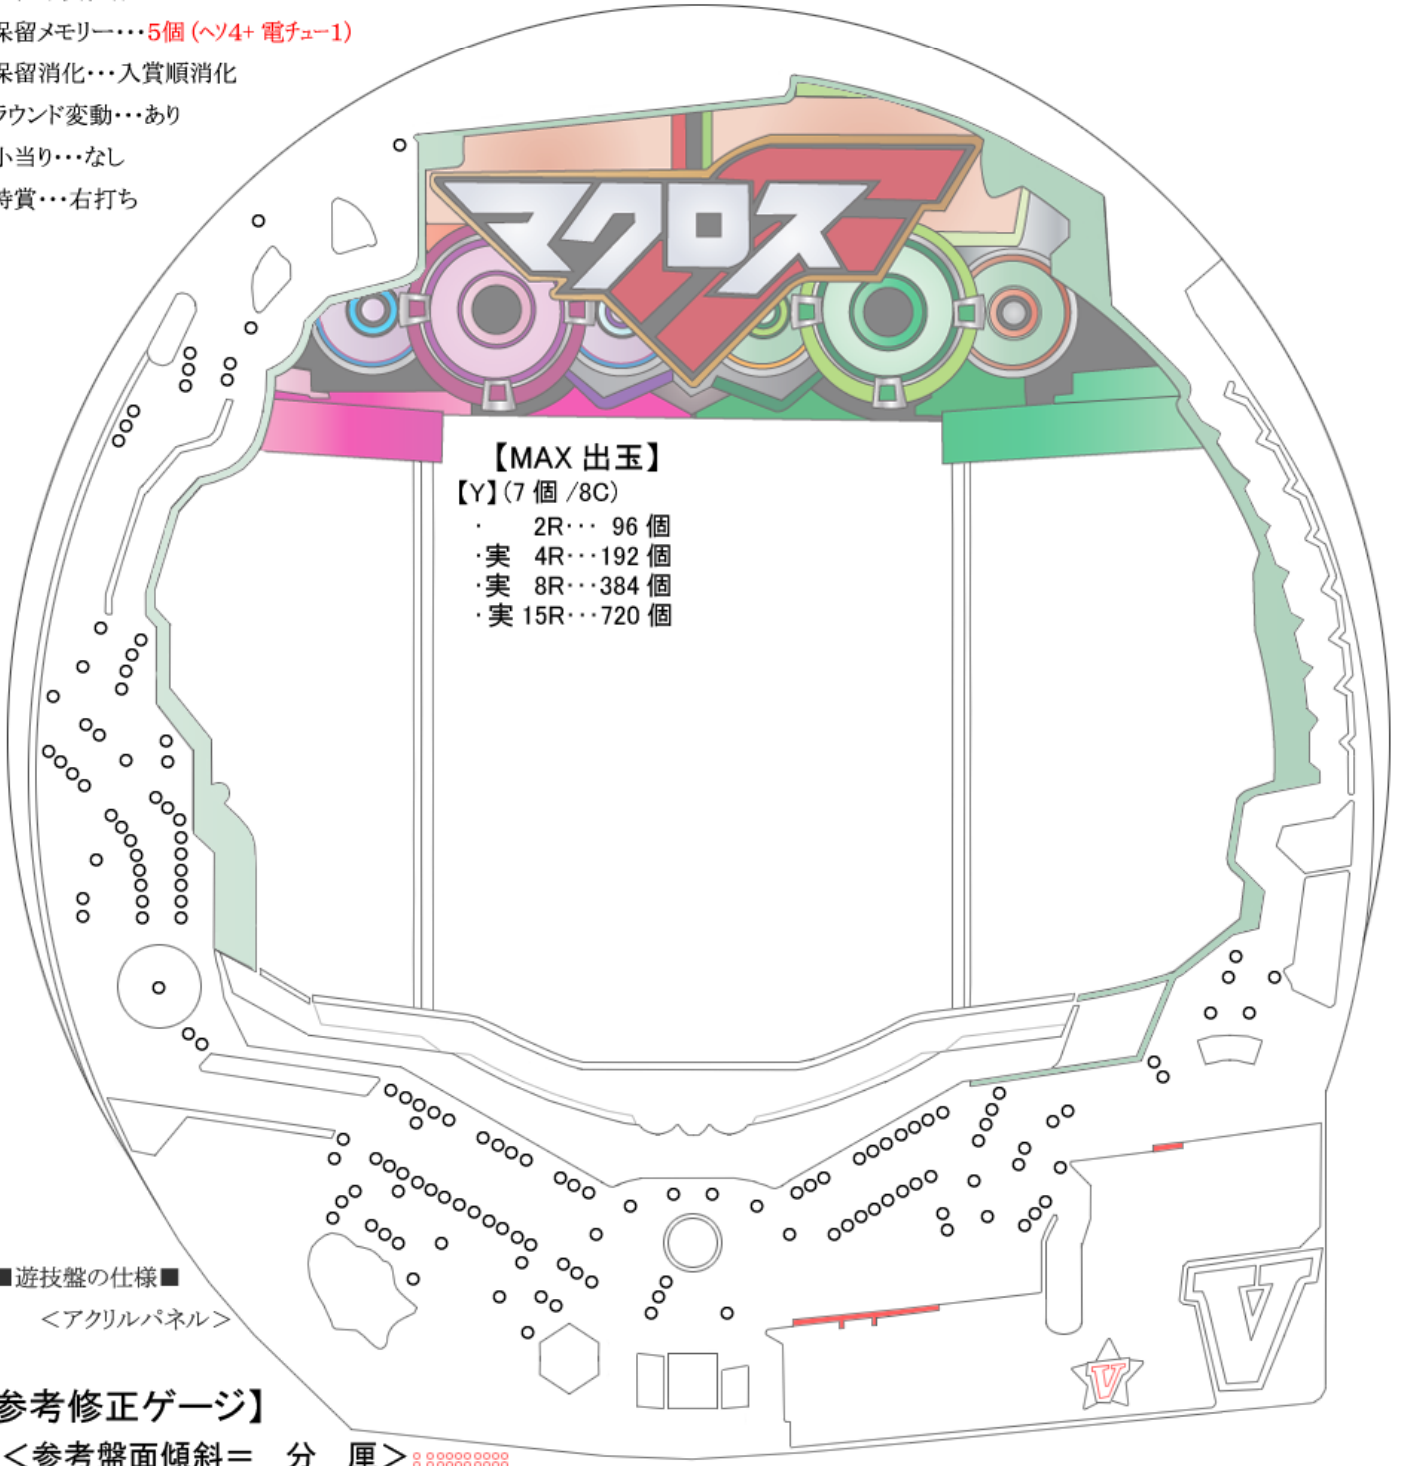 保留メモリー･･･5個 (ヘソ4+ 電チュー1)
保留消化･･･入賞順消化
ラウンド変動･･･あり
小当り･･･なし
特賞･･･右打ち
マクロス
【MAX 出玉】
【Y】(7 個 /8C)
· 2R･･･ 96 個
·実 4R･･･192 個
·実 8R･･･384 個
·実 15R･･･720 個
■遊技盤の仕様■
＜アクリルパネル＞
V
V
参考修正ゲージ】
＜参考盤面傾斜＝ 分 厘＞